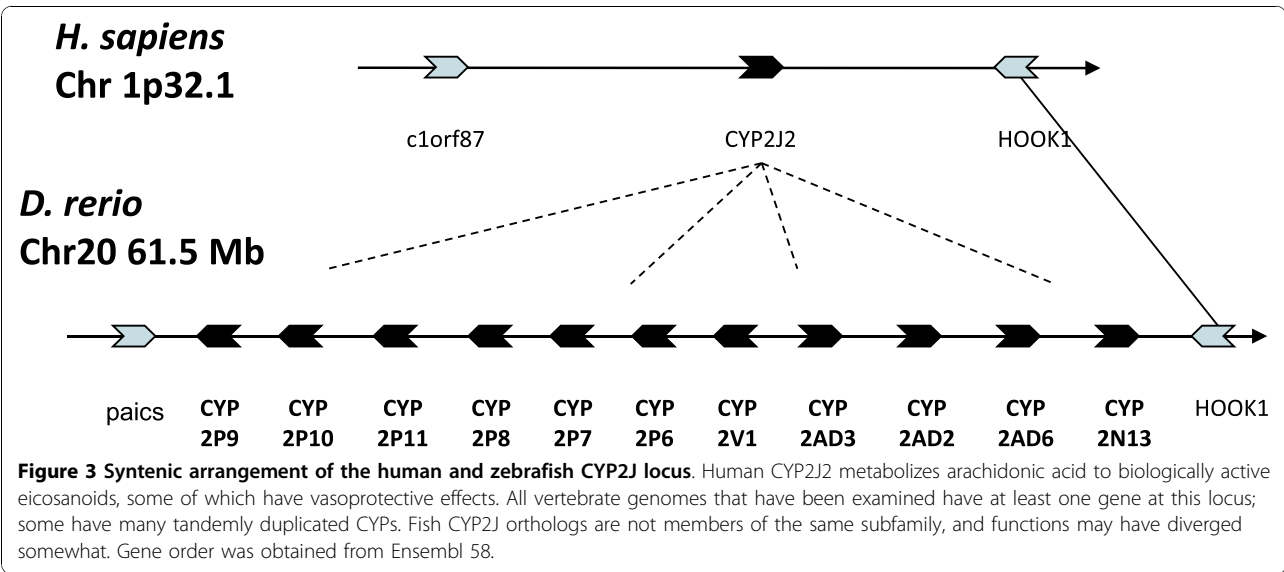 H. sapiens
Chr 1p32.1
c1orf87 CYP2J2 HOOK1
D. rerio
Chr20 61.5 Mb
paics CYP CYP CYP CYP CYP CYP CYP CYP CYP CYP CYP HOOK1
2P9 2P10 2P11 2P8 2P7 2P6 2V1 2AD3 2AD2 2AD6 2N13
Figure 3 Syntenic arrangement of the human and zebrafish CYP2J locus. Human CYP2J2 metabolizes arachidonic acid to biologically active
eicosanoids, some of which have vasoprotective effects. All vertebrate genomes that have been examined have at least one gene at this locus;
some have many tandemly duplicated CYPs. Fish CYP2J orthologs are not members of the same subfamily, and functions may have diverged
somewhat. Gene order was obtained from Ensembl 58.